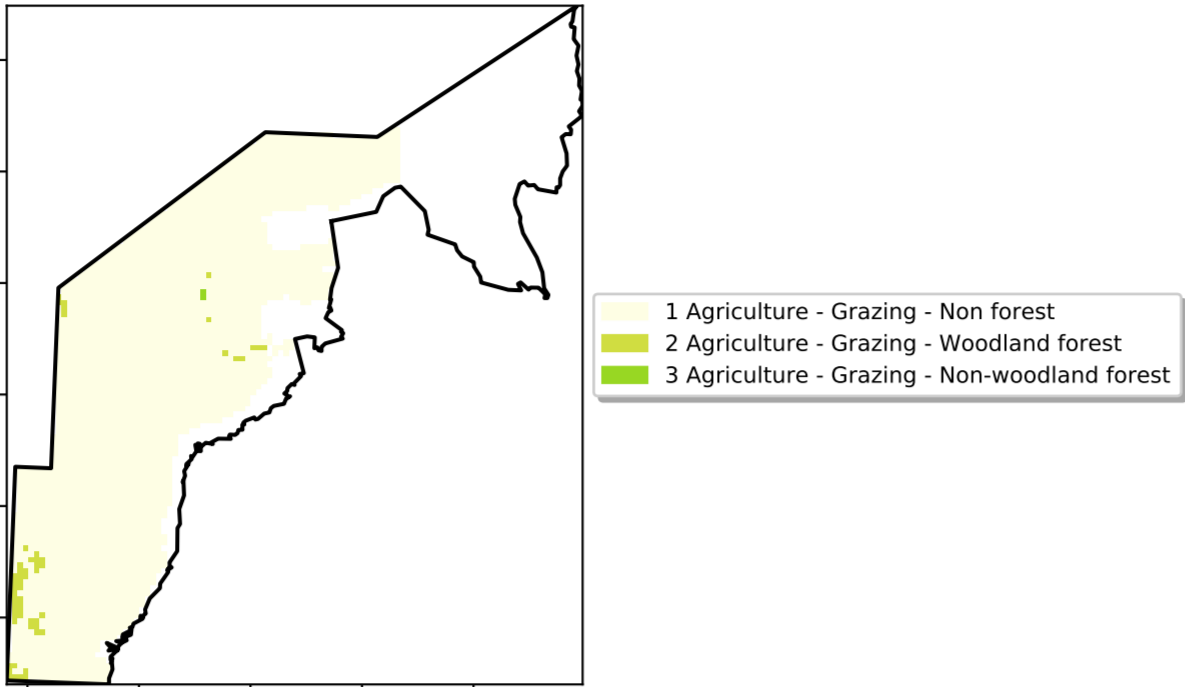 1 Agriculture - Grazing - Non forest
2 Agriculture - Grazing - Woodland forest
3 Agriculture - Grazing - Non-woodland forest